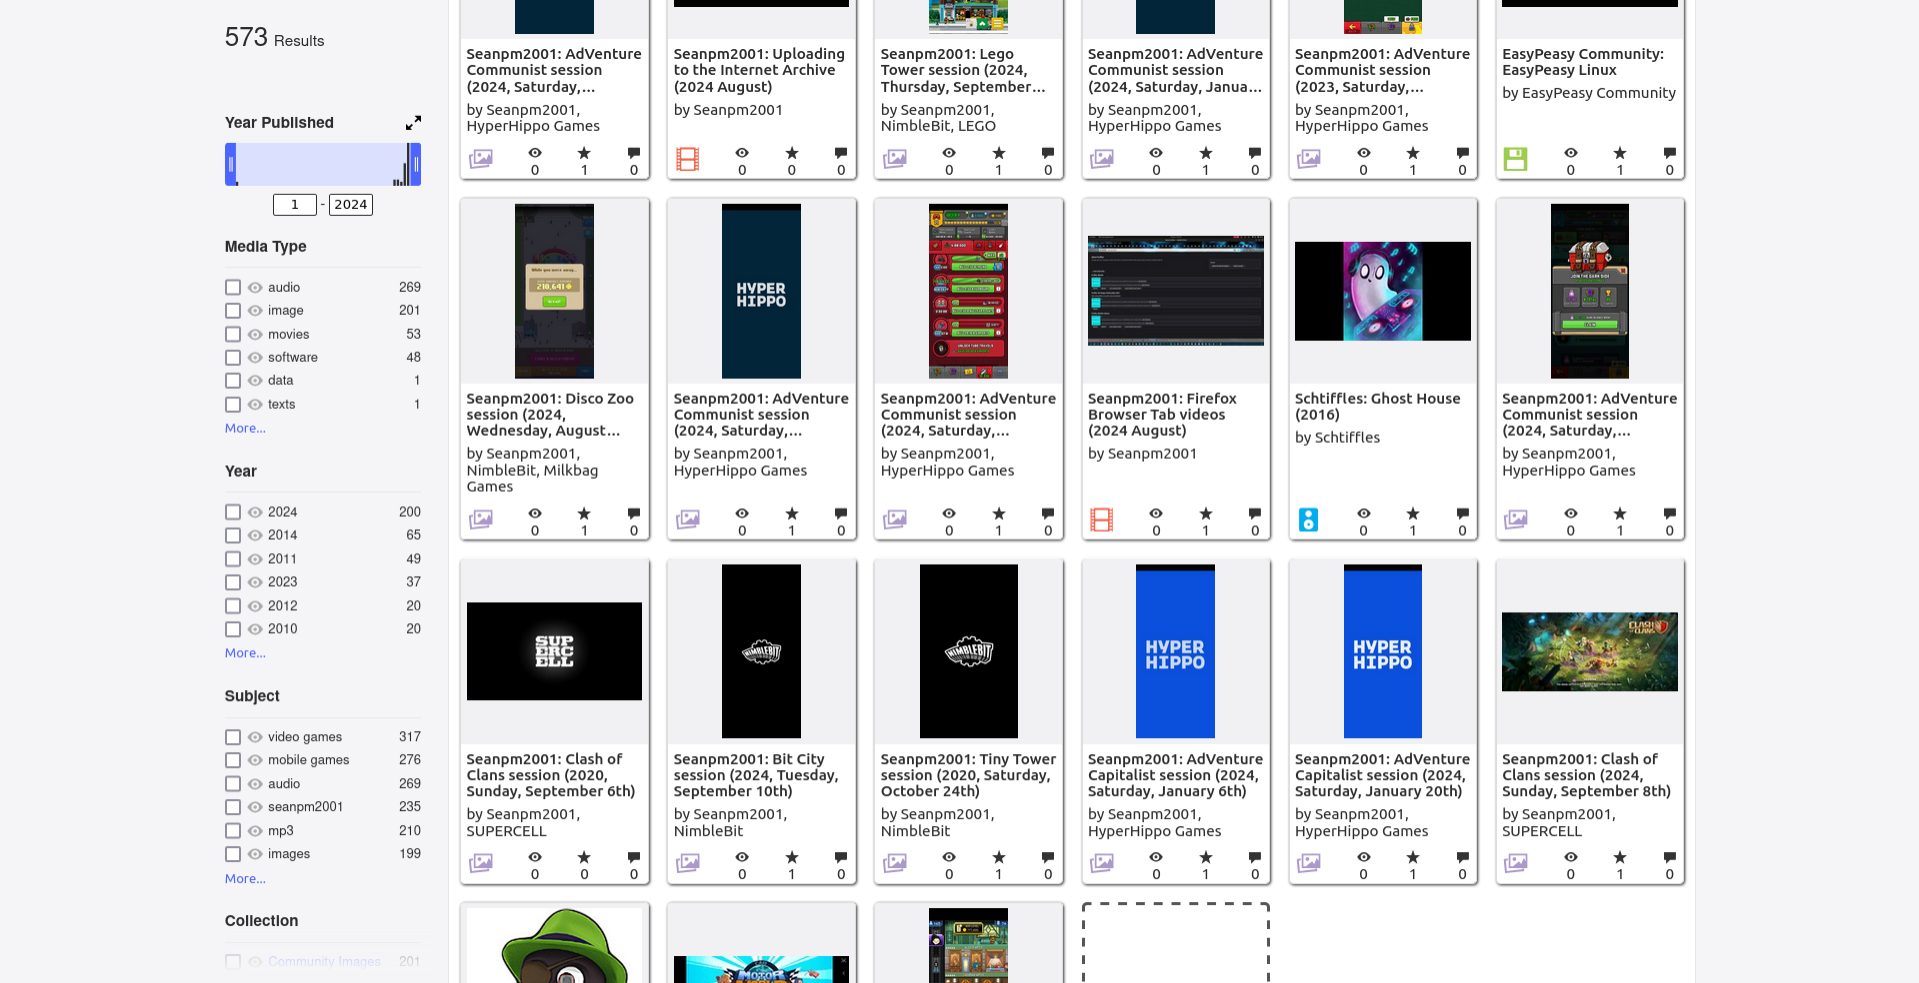 573 Results
Year Published
1 - 2024
Media Type
audio 269
image 201
movies 53
software 48
data 1
texts 1
More...
Year
2024 200
2014 65
2011 49
2023 37
2012 20
2010 20
More...
Subject
video games 317
mobile games 276
audio 269
seanpm2001 235
mp3 210
images 199
More...
Collection
Community Images 201
Seanpm2001: AdVenture
Communist session
(2024, Saturday,...
by Seanpm2001,
HyperHippo Games
0 1 0
Seanpm2001: Uploading
to the Internet Archive
(2024 August)
by Seanpm2001
0 0 0
Seanpm2001: Lego
Tower session (2024,
Thursday, September...
by Seanpm2001,
NimbleBit, LEGO
0 1 0
Seanpm2001: AdVenture
Communist session
(2024, Saturday, Janua...
by Seanpm2001,
HyperHippo Games
0 1 0
Seanpm2001: AdVenture
Communist session
(2023, Saturday,...
by Seanpm2001,
HyperHippo Games
0 1 0
EasyPeasy Community:
EasyPeasy Linux
by EasyPeasy Community
0 1 0
While you were away...
210,641
Seanpm2001: Disco Zoo
session (2024,
Wednesday, August...
by Seanpm2001,
NimbleBit, Milkbag
Games
0 1 0
HYPER
HIPPO
Seanpm2001: AdVenture
Communist session
(2024, Saturday,...
by Seanpm2001,
HyperHippo Games
0 1 0
Seanpm2001: AdVenture
Communist session
(2024, Saturday,...
by Seanpm2001,
HyperHippo Games
0 1 0
Seanpm2001: Firefox
Browser Tab videos
(2024 August)
by Seanpm2001
0 1 0
Schtiffles: Ghost House
(2016)
by Schtiffles
0 1 0
JOIN THE DARK SIDE
Seanpm2001: AdVenture
Communist session
(2024, Saturday,...
by Seanpm2001,
HyperHippo Games
0 1 0
SUP
ERC
ELL
Seanpm2001: Clash of
Clans session (2020,
Sunday, September 6th)
by Seanpm2001,
SUPERCELL
0 0 0
NIMBLEBIT
Seanpm2001: Bit City
session (2024, Tuesday,
September 10th)
by Seanpm2001,
NimbleBit
0 1 0
NIMBLEBIT
Seanpm2001: Tiny Tower
session (2020, Saturday,
October 24th)
by Seanpm2001,
NimbleBit
0 1 0
HYPER
HIPPO
Seanpm2001: AdVenture
Capitalist session (2024,
Saturday, January 6th)
by Seanpm2001,
HyperHippo Games
0 1 0
HYPER
HIPPO
Seanpm2001: AdVenture
Capitalist session (2024,
Saturday, January 20th)
by Seanpm2001,
HyperHippo Games
0 1 0
CLASH
OF CLANS
Seanpm2001: Clash of
Clans session (2024,
Sunday, September 8th)
by Seanpm2001,
SUPERCELL
0 1 0
MOTOR